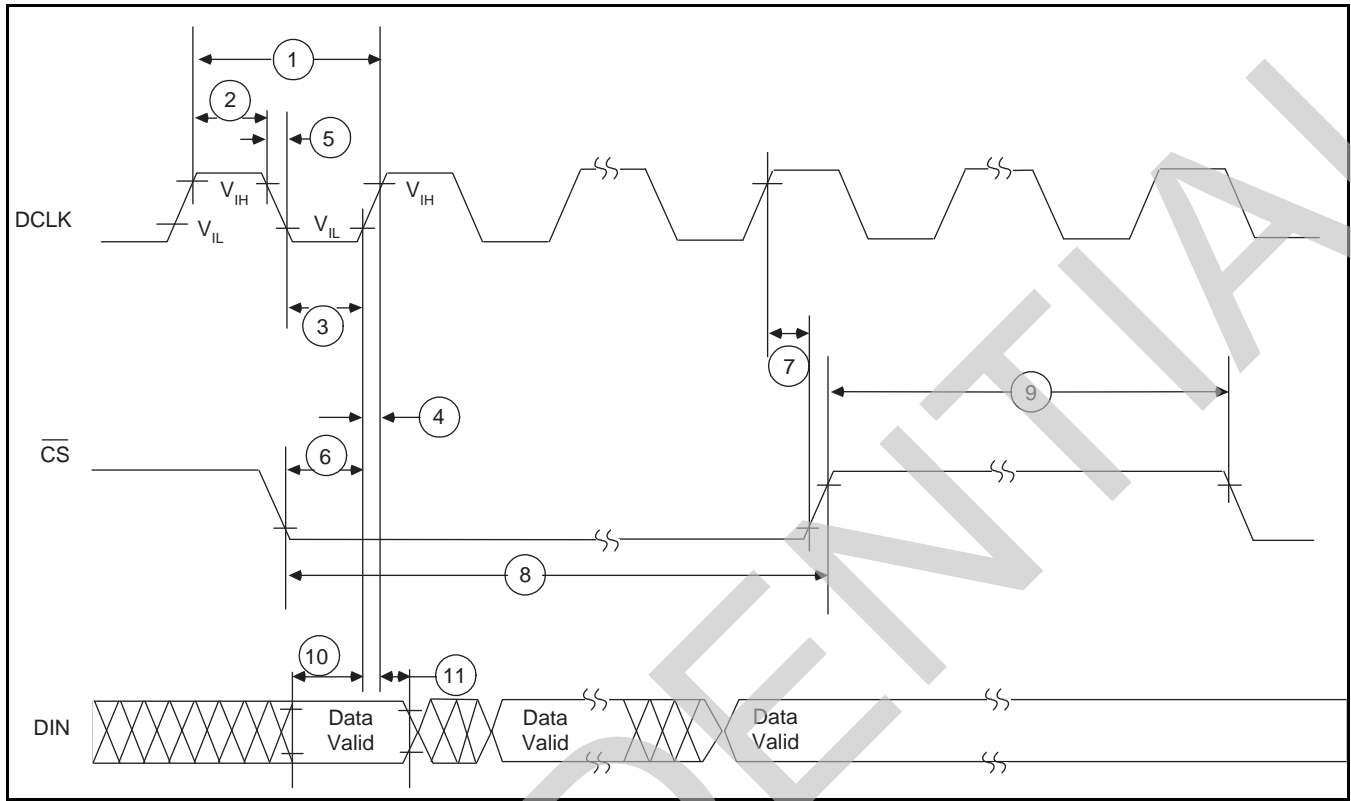 1
2
5
V_IH
V_IL
V_IL
V_IH
DCLK
3
7
4
9
CS
6
8
10
11
DIN
Data Valid
Data Valid
Data Valid
DENTIAL